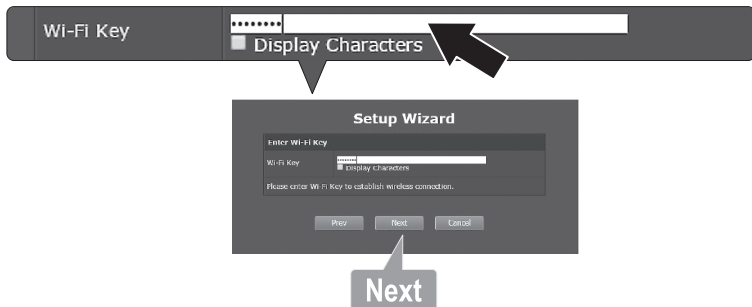 Wi-Fi Key
••••••••
Display Characters
Setup Wizard
Enter Wi-Fi Key
Wi-Fi Key
••••••••
Display Characters
Please enter Wi Fi Key to establish wireless connection.
Prev Next Cancel
Next